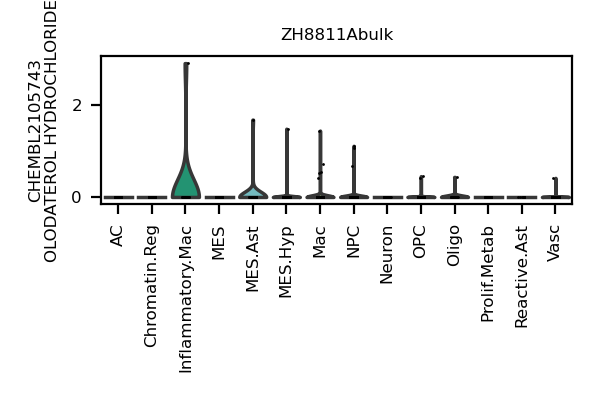 ZH8811Abulk
CHEMBL2105743
OLODATEROL HYDROCHLORIDE
2
0
AC
Chromatin.Reg
Inflammatory.Mac
MES
MES.Ast
MES.Hyp
Mac
NPC
Neuron
OPC
Oligo
Prolif.Metab
Reactive.Ast
Vasc